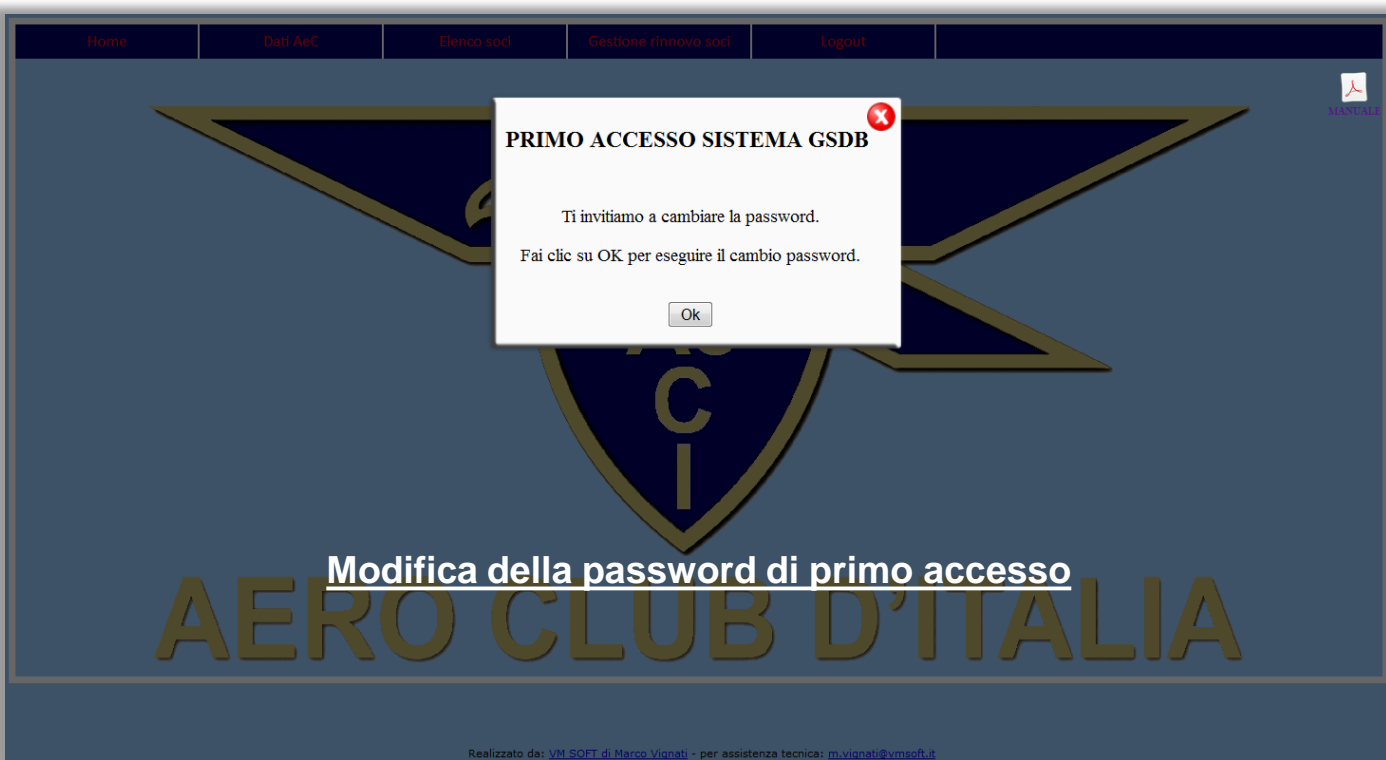 Home Dati AeC Elenco soci Gestione rinnovo soci Logout
MANUALE
PRIMO ACCESSO SISTEMA GSDB
Ti invitiamo a cambiare la password.
Fai clic su OK per eseguire il cambio password.
Ok
C
I
Modifica della password di primo accesso
AERO CLUB D'ITALIA
Realizzato da: VM SOFT di Marco Vignati - per assistenza tecnica: m.vignati@vmsoft.it